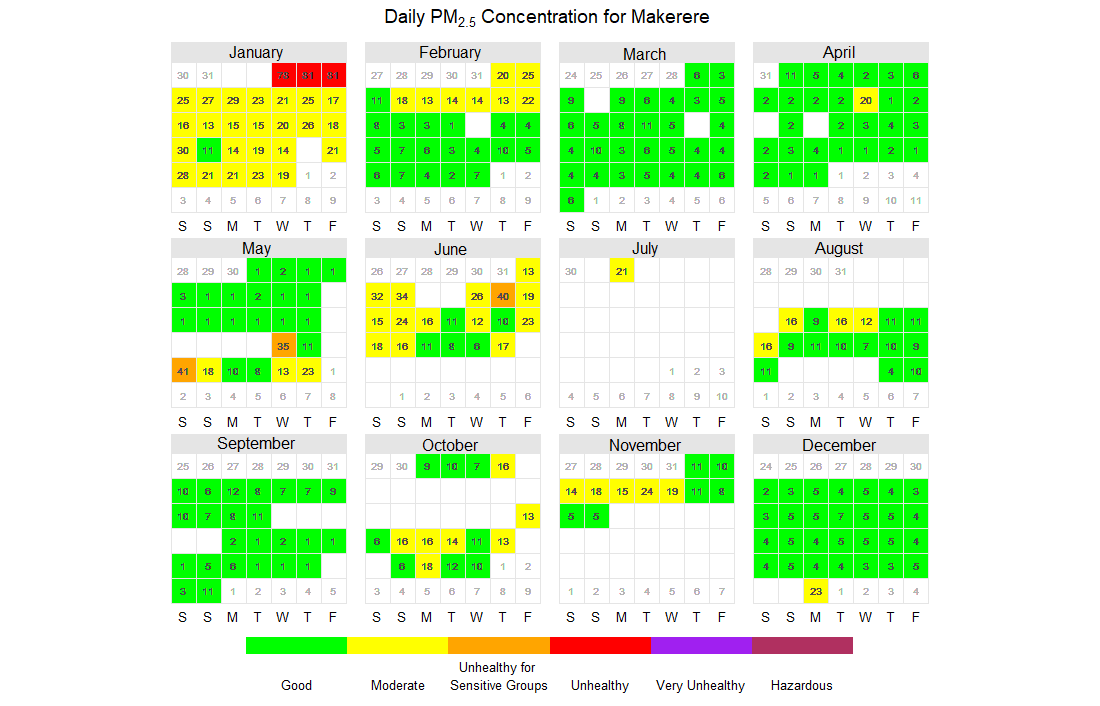 Daily PM2.5 Concentration for Makerere
January
30 31
25 27 29 23 21 25 17
16 13 15 15 20 26 18
30 11 14 19 14 21
28 21 21 23 19 1 2
3 4 5 6 7 8 9
S S M T W T F
February
27 28 29 30 31 20 25
11 18 13 14 14 13 22
8 3 3 1 4 4
5 7 6 3 4 10 5
6 7 4 2 7 1 2
3 4 5 6 7 8 9
S S M T W T F
March
24 25 26 27 28 6 3
9 9 6 4 3 5
6 5 8 11 5 4
4 10 3 6 5 4 4
4 4 3 5 4 4 6
6 1 2 3 4 5 6
S S M T W T F
April
31 11 5 4 2 3 6
2 2 2 2 20 1 2
2 2 3 4 3
2 3 4 1 1 2 1
2 1 1 1 2 3 4
5 6 7 8 9 10 11
S S M T W T F
May
28 29 30 1 2 1 1
3 1 1 2 1 1
1 1 1 1 1 1
35 11
41 18 10 8 13 23 1
2 3 4 5 6 7 8
S S M T W T F
June
26 27 28 29 30 31 13
32 34 26 40 19
15 24 16 11 12 10 23
18 16 11 8 6 17
1 2 3 4 5 6
S S M T W T F
July
30 21
1 2 3
4 5 6 7 8 9 10
S S M T W T F
August
28 29 30 31
16 9 16 12 11 11
16 9 11 10 7 10 9
11 4 10
1 2 3 4 5 6 7
S S M T W T F
September
25 26 27 28 29 30 31
10 6 12 8 7 7 9
10 7 8 11
2 1 2 1 1
1 5 6 1 1 1
3 11 1 2 3 4 5
S S M T W T F
October
29 30 9 10 7 16
13
6 16 16 14 11 13
6 18 12 10 1 2
3 4 5 6 7 8 9
S S M T W T F
November
27 28 29 30 31 11 10
14 18 15 24 19 11 8
5 5
1 2 3 4 5 6 7
S S M T W T F
December
24 25 26 27 28 29 30
2 3 5 4 5 4 3
3 5 5 7 5 5 4
4 5 4 5 5 5 4
4 5 4 4 3 3 5
23 1 2 3 4
S S M T W T F
Good
Moderate
Unhealthy for
Sensitive Groups
Unhealthy
Very Unhealthy
Hazardous